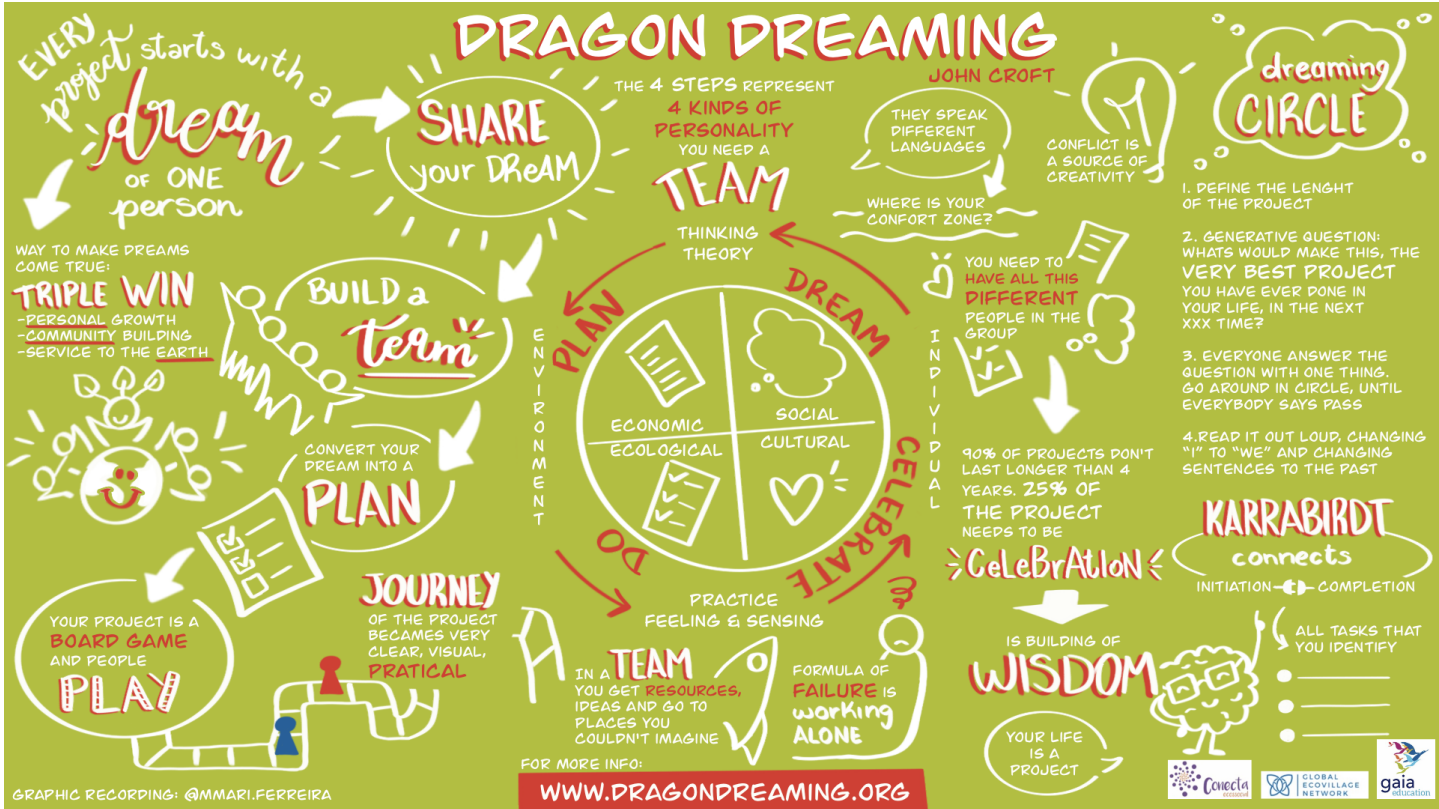 DRAGON DREAMING
JOHN CROFT
EVERY
project starts with a
dream
OF ONE
person
SHARE
your DReAM
WAY TO MAKE DREAMS
COME TRUE:
TRIPLE WIN
-PERSONAL GROWTH
-COMMUNITY BUILDING
-SERVICE TO THE EARTH
BUILD a
team
CONVERT YOUR
DREAM INTO A
PLAN
YOUR PROJECT IS A
BOARD GAME
AND PEOPLE
PLAY
JOURNEY
OF THE PROJECT
BECAMES VERY
CLEAR, VISUAL,
PRATICAL
GRAPHIC RECORDING: @MMARI.FERREIRA
THE 4 STEPS REPRESENT
4 KINDS OF
PERSONALITY
YOU NEED A
TEAM
THINKING
THEORY
PLAN
DREAM
ENVIRONMENT
INDIVIDUAL
ECONOMIC
SOCIAL
ECOLOGICAL
CULTURAL
DO
CELEBRATE
CELEBRATE
PRACTICE
FEELING & SENSING
IN A TEAM
YOU GET RESOURCES,
IDEAS AND GO TO
PLACES YOU
COULDN'T IMAGINE
FORMULA OF
FAILURE IS
working
ALONE
FOR MORE INFO:
WWW.DRAGONDREAMING.ORG
THEY SPEAK
DIFFERENT
LANGUAGES
WHERE IS YOUR
CONFORT ZONE?
CONFLICT IS
A SOURCE OF
CREATIVITY
YOU NEED TO
HAVE ALL THIS
DIFFERENT
PEOPLE IN THE
GROUP
90% OF PROJECTS DON'T
LAST LONGER THAN 4
YEARS. 25% OF
THE PROJECT
NEEDS TO BE
CeLeBrAtIoN
IS BUILDING OF
WISDOM
YOUR LIFE
IS A
PROJECT
dreaming
CIRCLE
1. DEFINE THE LENGHT
OF THE PROJECT
2. GENERATIVE QUESTION:
WHATS WOULD MAKE THIS, THE
VERY BEST PROJECT
YOU HAVE EVER DONE IN
YOUR LIFE, IN THE NEXT
XXX TIME?
3. EVERYONE ANSWER THE
QUESTION WITH ONE THING.
GO AROUND IN CIRCLE, UNTIL
EVERYBODY SAYS PASS
4.READ IT OUT LOUD, CHANGING
"I" TO "WE" AND CHANGING
SENTENCES TO THE PAST
KARRABIRDT
connects
INITIATION COMPLETION
ALL TASKS THAT
YOU IDENTIFY
Conecta
GLOBAL
ECOVILLAGE
NETWORK
gaia
education